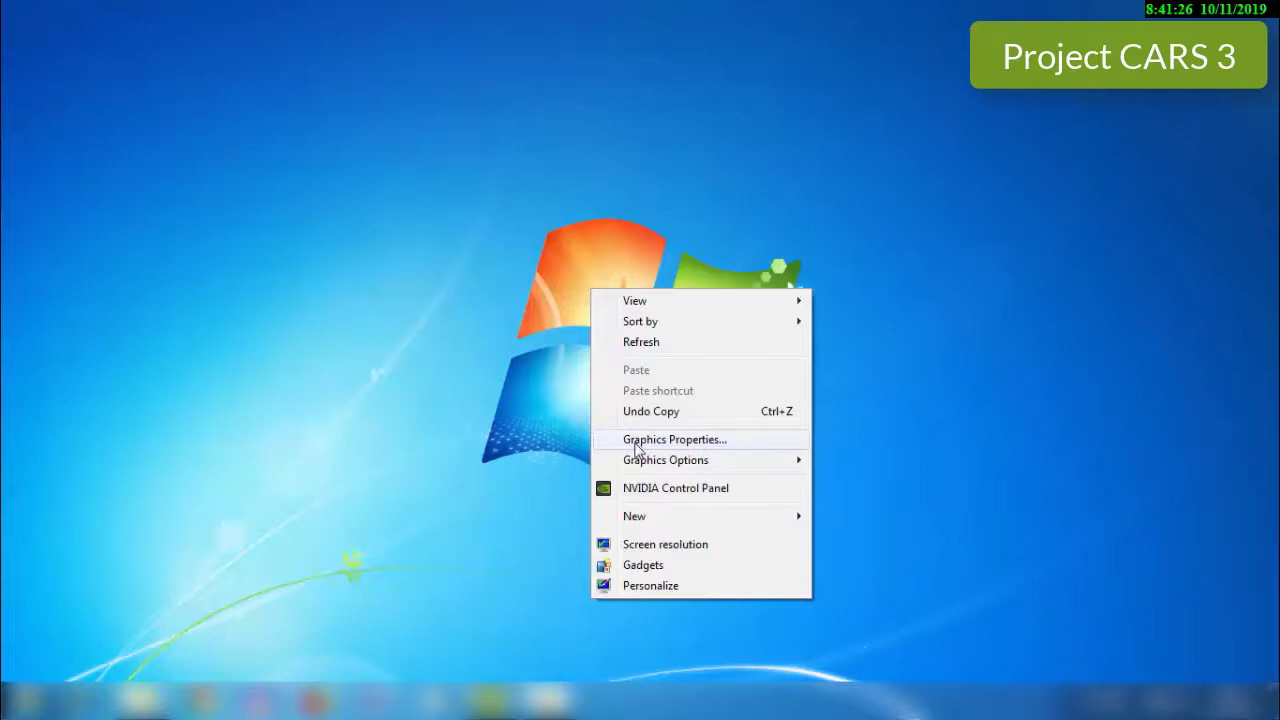 8:41:26 10/11/2019
Project CARS 3
View
Sort by
Refresh
Paste
Paste shortcut
Undo Copy Ctrl+Z
Graphics Properties...
Graphics Options
NVIDIA Control Panel
New
Screen resolution
Gadgets
Personalize